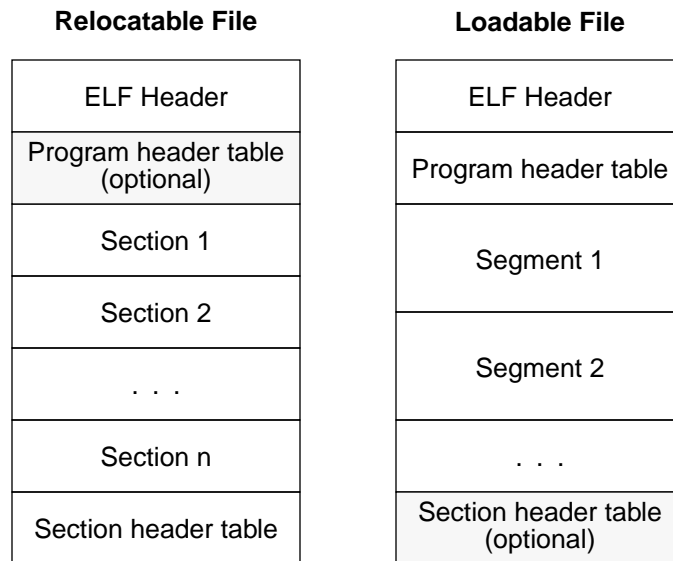 Relocatable File
ELF Header
Program header table
(optional)
Section 1
Section 2
. . .
Section n
Section header table
Loadable File
ELF Header
Program header table
Segment 1
Segment 2
. . .
Section header table
(optional)